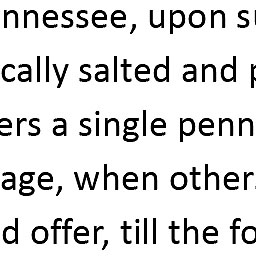 nnessee, upon su
cally salted and p
ers a single penn
age, when other.
d offer, till the fo